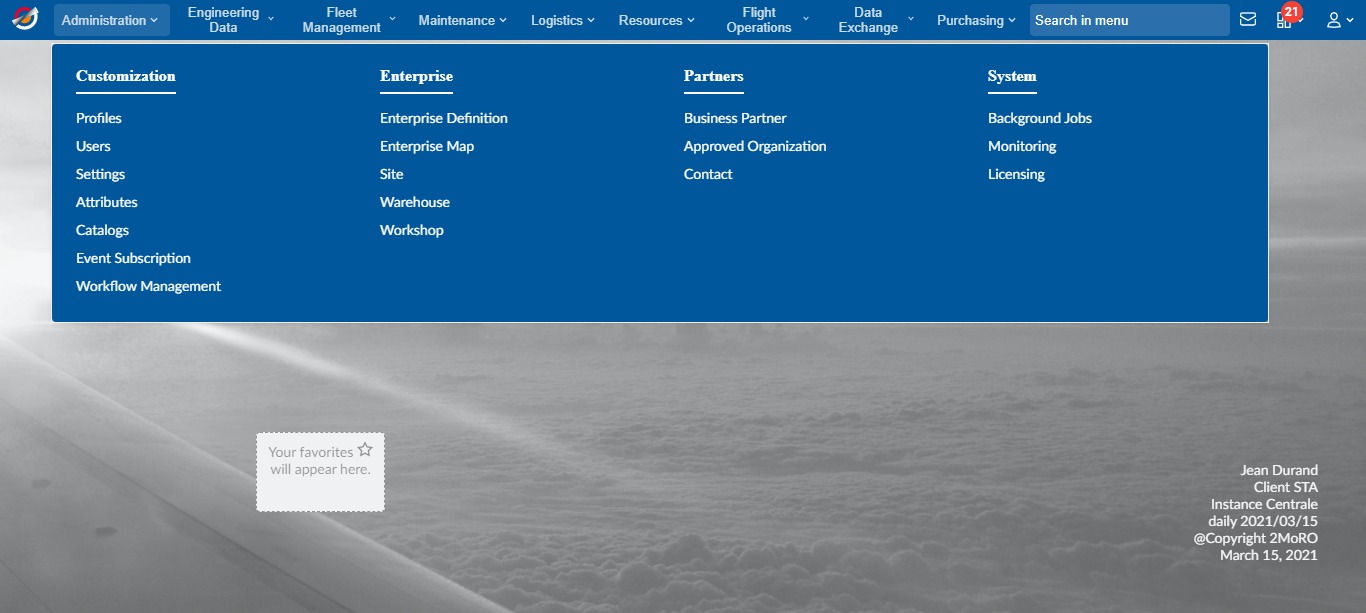 Administration
Engineering
Data
Fleet
Management
Maintenance
Logistics
Resources
Flight
Operations
Data
Exchange
Purchasing
Search in menu
21
Customization
Profiles
Users
Settings
Attributes
Catalogs
Event Subscription
Workflow Management
Enterprise
Enterprise Definition
Enterprise Map
Site
Warehouse
Workshop
Partners
Business Partner
Approved Organization
Contact
System
Background Jobs
Monitoring
Licensing
Your favorites
will appear here.
Jean Durand
Client STA
Instance Centrale
daily 2021/03/15
@Copyright 2MoRO
March 15, 2021